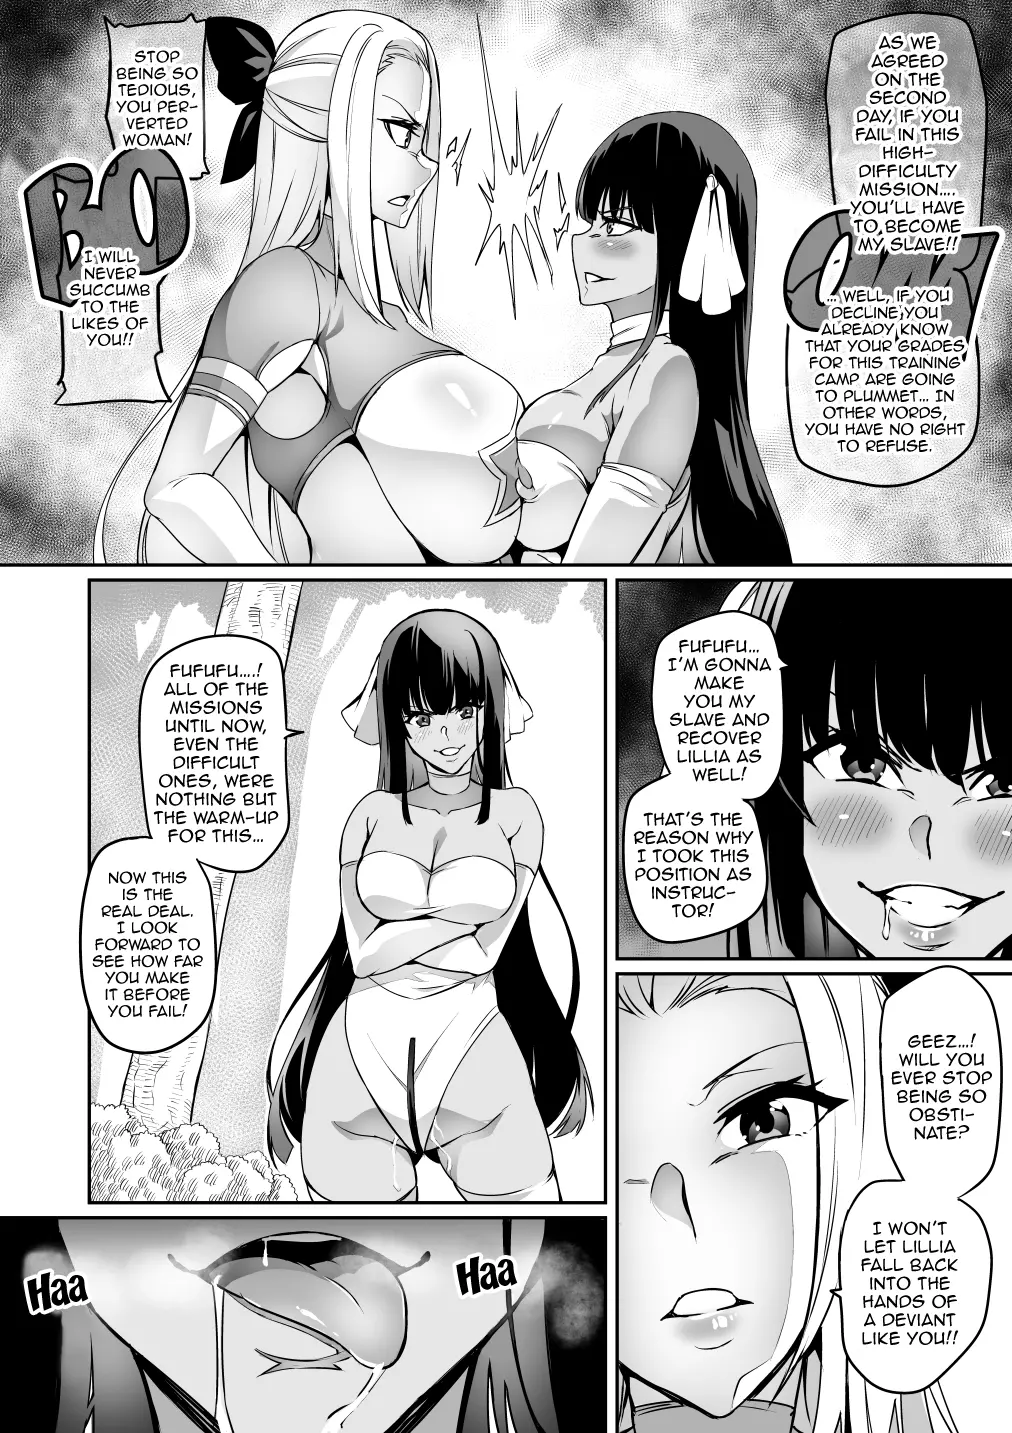 AS WE
AGREED
ON THE
SECOND
DAY, IF YOU
FAIL IN THIS
HIGH-
DIFFICULTY
MISSION....
YOU'LL HAVE
TO BECOME
MY SLAVE!!
... WELL, IF YOU
DECLINE YOU
ALREADY KNOW
THAT YOUR GRADES
FOR THIS TRAINING
CAMP ARE GOING
TO PLUMMET... IN
OTHER WORDS,
YOU HAVE NO RIGHT
TO REFUSE.
STOP
BEING SO
TEDIOUS,
YOU PER-
VERTED
WOMAN!
I WILL
NEVER
SUCCUMB
TO THE
LIKES OF
YOU!!
FUFUFU...
I'M GONNA
MAKE
YOU MY
SLAVE AND
RECOVER
LILLIA AS
WELL!
THAT'S THE
REASON WHY
I TOOK THIS
POSITION AS
INSTRUC-
TOR!
FUFUFU....!
ALL OF THE
MISSIONS
UNTIL NOW,
EVEN THE
DIFFICULT
ONES, WERE
NOTHING BUT
THE WARM-UP
FOR THIS...
NOW THIS
IS THE
REAL DEAL.
I LOOK
FORWARD TO
SEE HOW FAR
YOU MAKE
IT BEFORE
YOU FAIL!
GEEZ...!
WILL YOU
EVER STOP
BEING SO
OBSTI-
NATE?
I WON'T
LET LILLIA
FALL BACK
INTO THE
HANDS OF
A DEVIANT
LIKE YOU!!
HAA
HAA